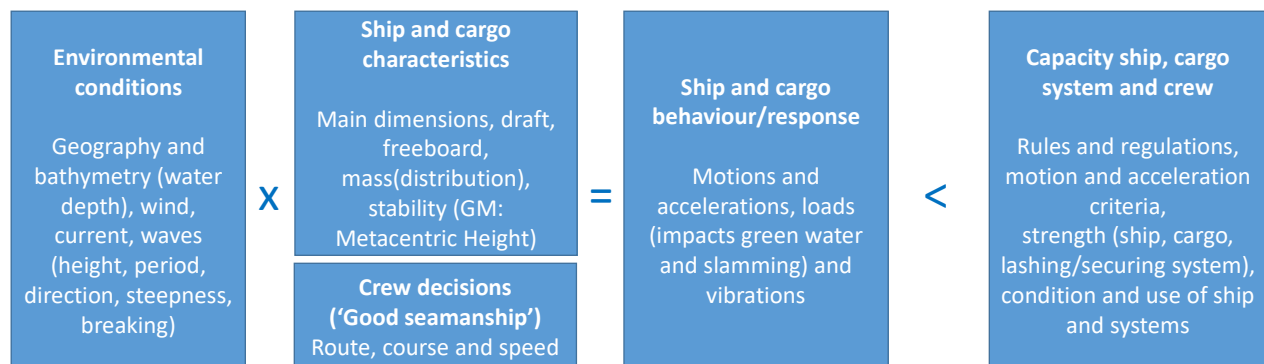 Environmental
conditions
Geography and
bathymetry (water
depth), wind,
current, waves
(height, period,
direction, steepness,
breaking)
x
Ship and cargo
characteristics
Main dimensions, draft,
freeboard,
mass(distribution),
stability (GM:
Metacentric Height)
Crew decisions
(‘Good seamanship’)
Route, course and speed
=
Ship and cargo
behaviour/response
Motions and
accelerations, loads
(impacts green water
and slamming) and
vibrations
<
Capacity ship, cargo
system and crew
Rules and regulations,
motion and acceleration
criteria,
strength (ship, cargo,
lashing/securing system),
condition and use of ship
and systems